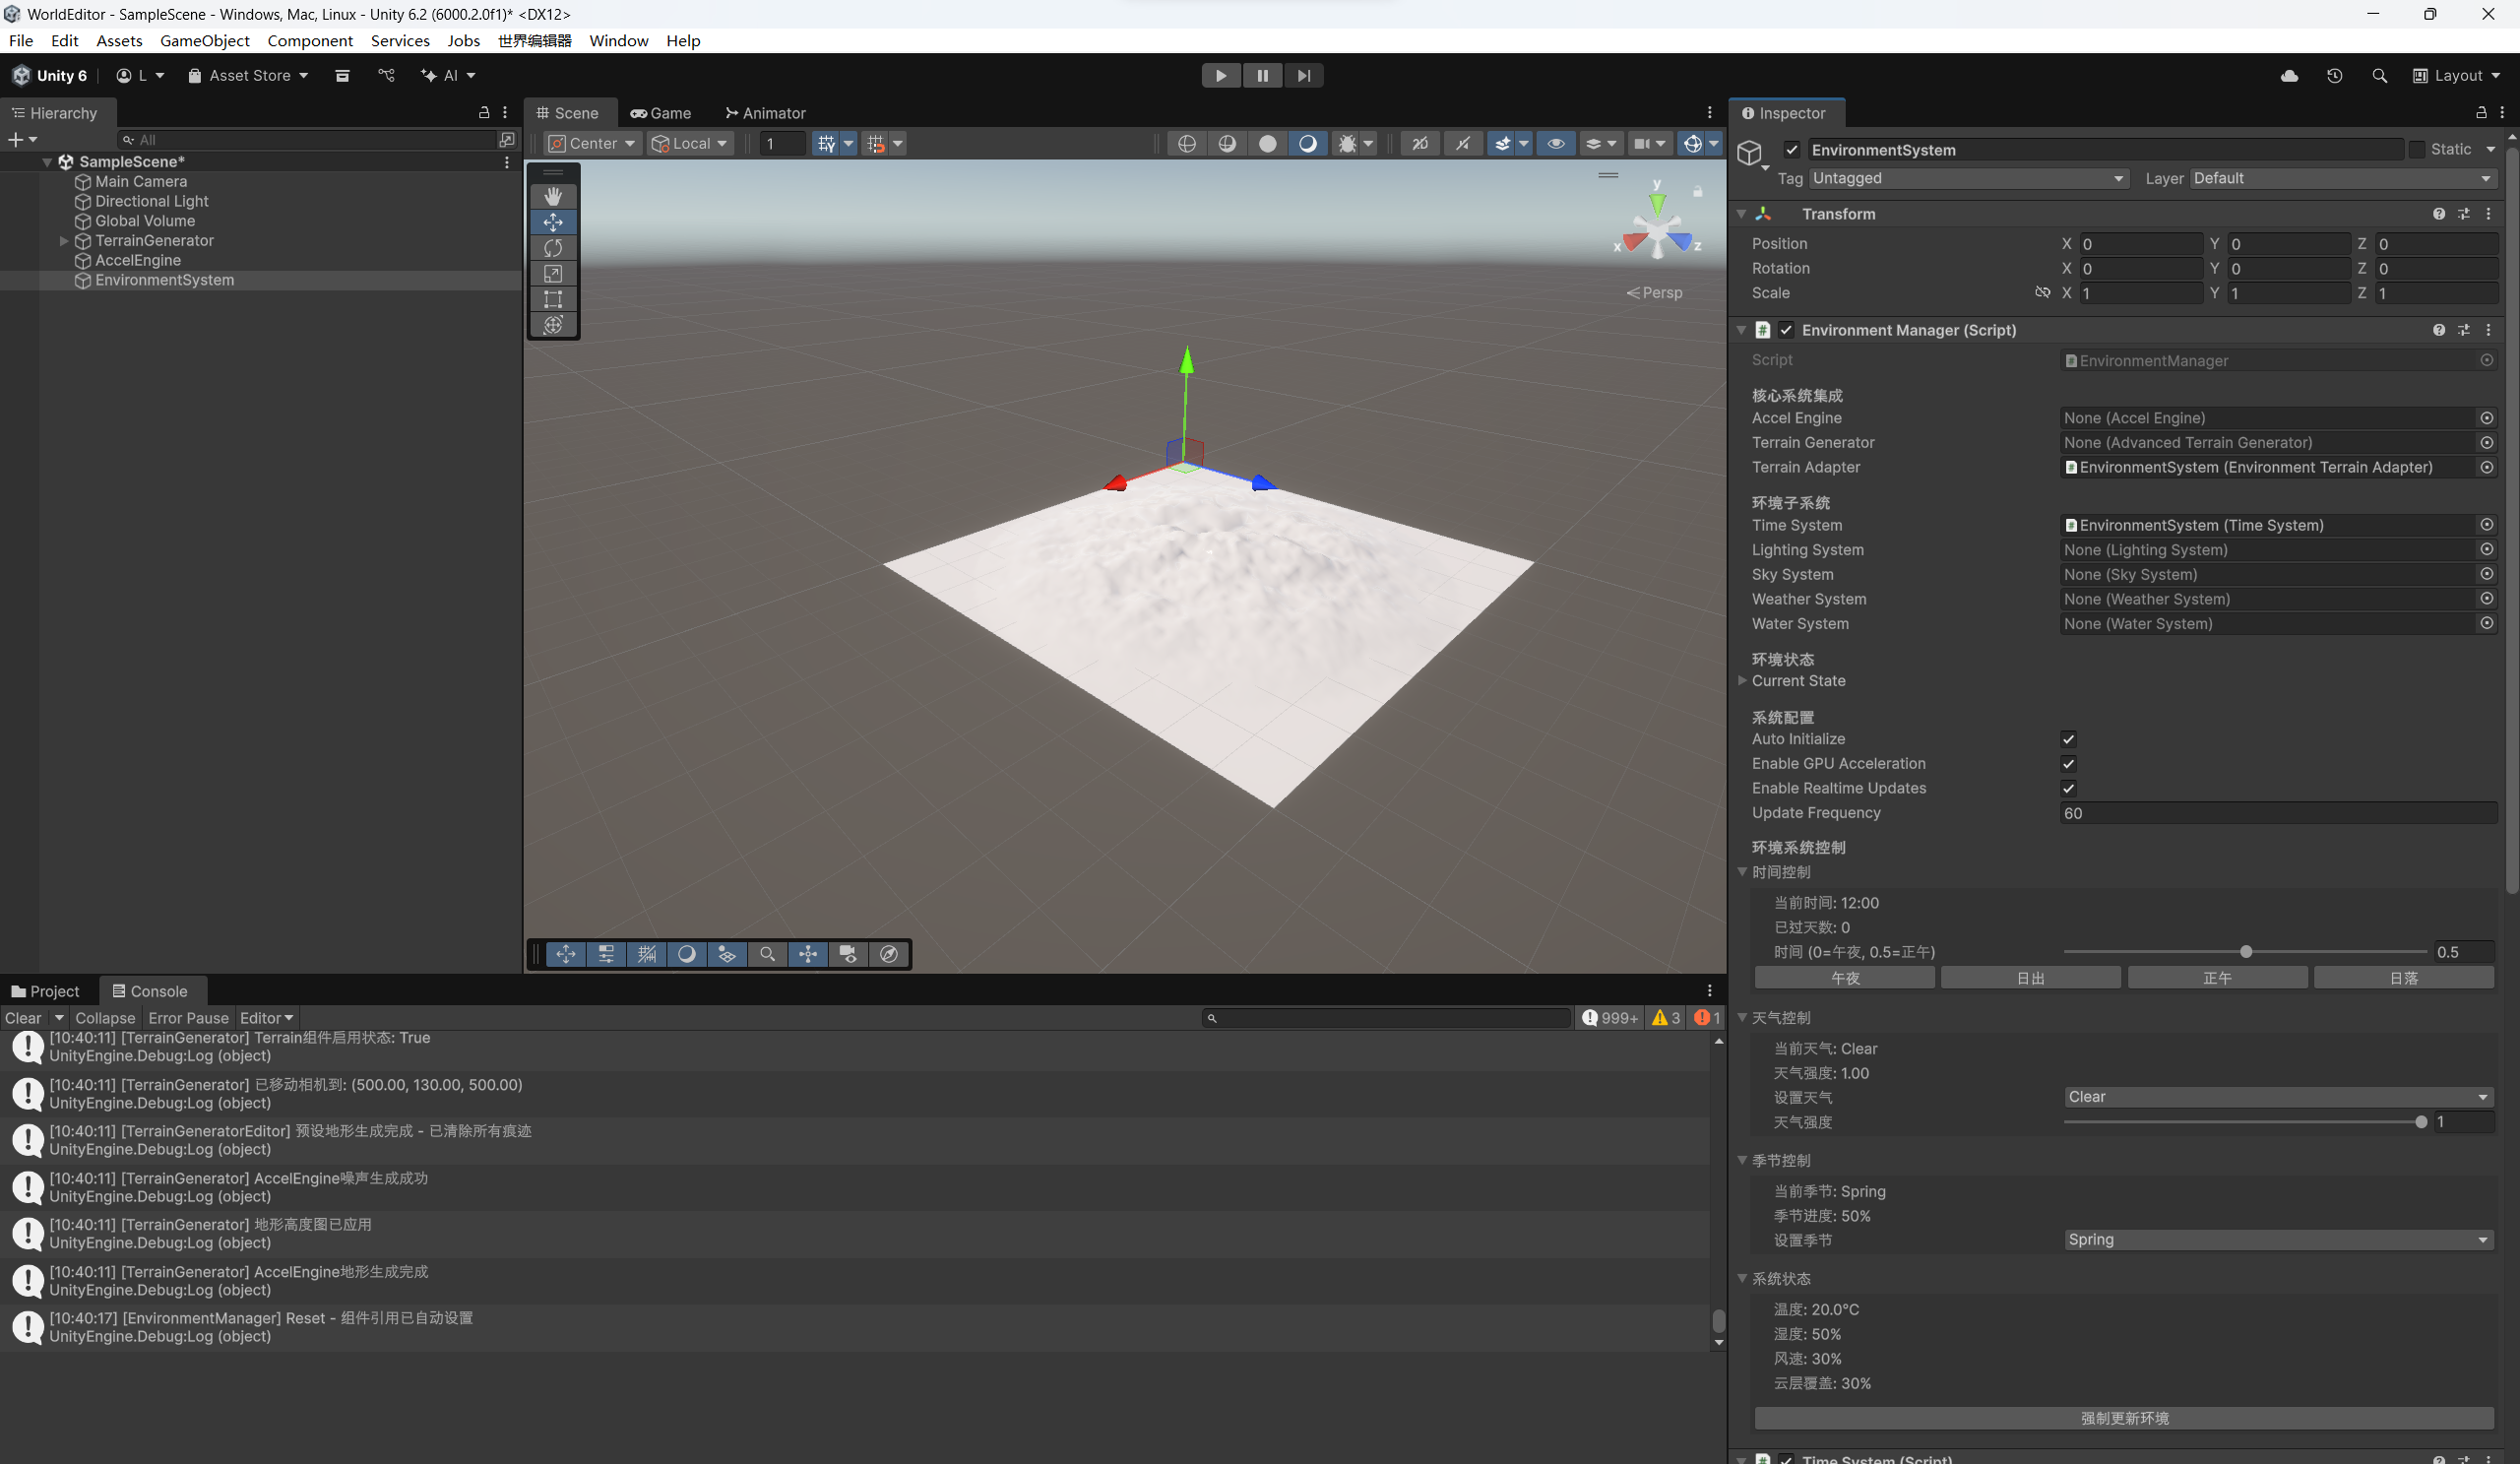 WorldEditor - SampleScene - Windows, Mac, Linux - Unity 6.2 (6000.2.0f1)* <DX12>
File Edit Assets GameObject Component Services Jobs 世界编辑器 Window Help
Unity 6 L Asset Store AI Layout
Hierarchy
All
SampleScene*
Main Camera
Directional Light
Global Volume
TerrainGenerator
AccelEngine
EnvironmentSystem
Scene Game Animator
Center Local 1 2D
y
x z
Persp
Project Console
Clear Collapse Error Pause Editor 999+ 3 1
[10:40:11] [TerrainGenerator] Terrain组件启用状态: True
UnityEngine.Debug:Log (object)
[10:40:11] [TerrainGenerator] 已移动相机到: (500.00, 130.00, 500.00)
UnityEngine.Debug:Log (object)
[10:40:11] [TerrainGeneratorEditor] 预设地形生成完成 - 已清除所有痕迹
UnityEngine.Debug:Log (object)
[10:40:11] [TerrainGenerator] AccelEngine噪声生成成功
UnityEngine.Debug:Log (object)
[10:40:11] [TerrainGenerator] 地形高度图已应用
UnityEngine.Debug:Log (object)
[10:40:11] [TerrainGenerator] AccelEngine地形生成完成
UnityEngine.Debug:Log (object)
[10:40:17] [EnvironmentManager] Reset - 组件引用已自动设置
UnityEngine.Debug:Log (object)
Inspector
EnvironmentSystem Static
Tag Untagged Layer Default
Transform
Position X 0 Y 0 Z 0
Rotation X 0 Y 0 Z 0
Scale X 1 Y 1 Z 1
# Environment Manager (Script)
Script EnvironmentManager
核心系统集成
Accel Engine None (Accel Engine)
Terrain Generator None (Advanced Terrain Generator)
Terrain Adapter EnvironmentSystem (Environment Terrain Adapter)
环境子系统
Time System EnvironmentSystem (Time System)
Lighting System None (Lighting System)
Sky System None (Sky System)
Weather System None (Weather System)
Water System None (Water System)
环境状态
Current State
系统配置
Auto Initialize
Enable GPU Acceleration
Enable Realtime Updates
Update Frequency 60
环境系统控制
时间控制
当前时间: 12:00
已过天数: 0
时间 (0=午夜, 0.5=正午) 0.5
午夜 日出 正午 日落
天气控制
当前天气: Clear
天气强度: 1.00
设置天气 Clear
天气强度 1
季节控制
当前季节: Spring
季节进度: 50%
设置季节 Spring
系统状态
温度: 20.0°C
湿度: 50%
风速: 30%
云层覆盖: 30%
强制更新环境
# Time System (Script)